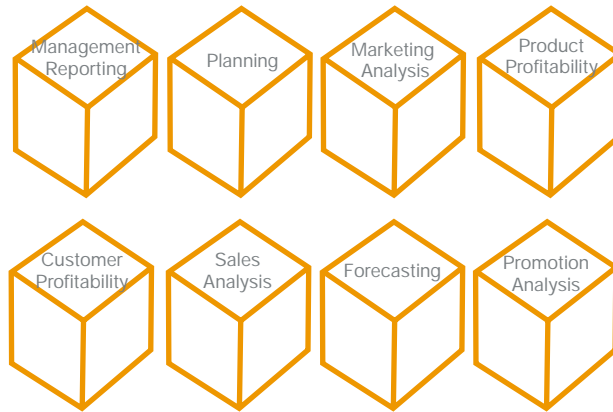 Management
Reporting
Planning
Marketing
Analysis
Product
Profitability
Customer
Profitability
Sales
Analysis
Forecasting
Promotion
Analysis